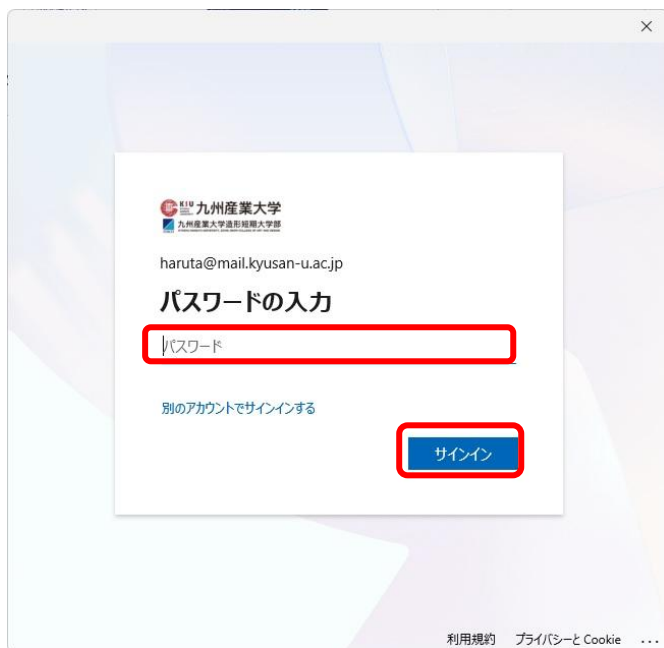 KIU 九州産業大学
九州産業大学造形短期大学部
haruta@mail.kyusan-u.ac.jp
パスワードの入力
パスワード
別のアカウントでサインインする
サインイン
利用規約 プライバシーと Cookie ...